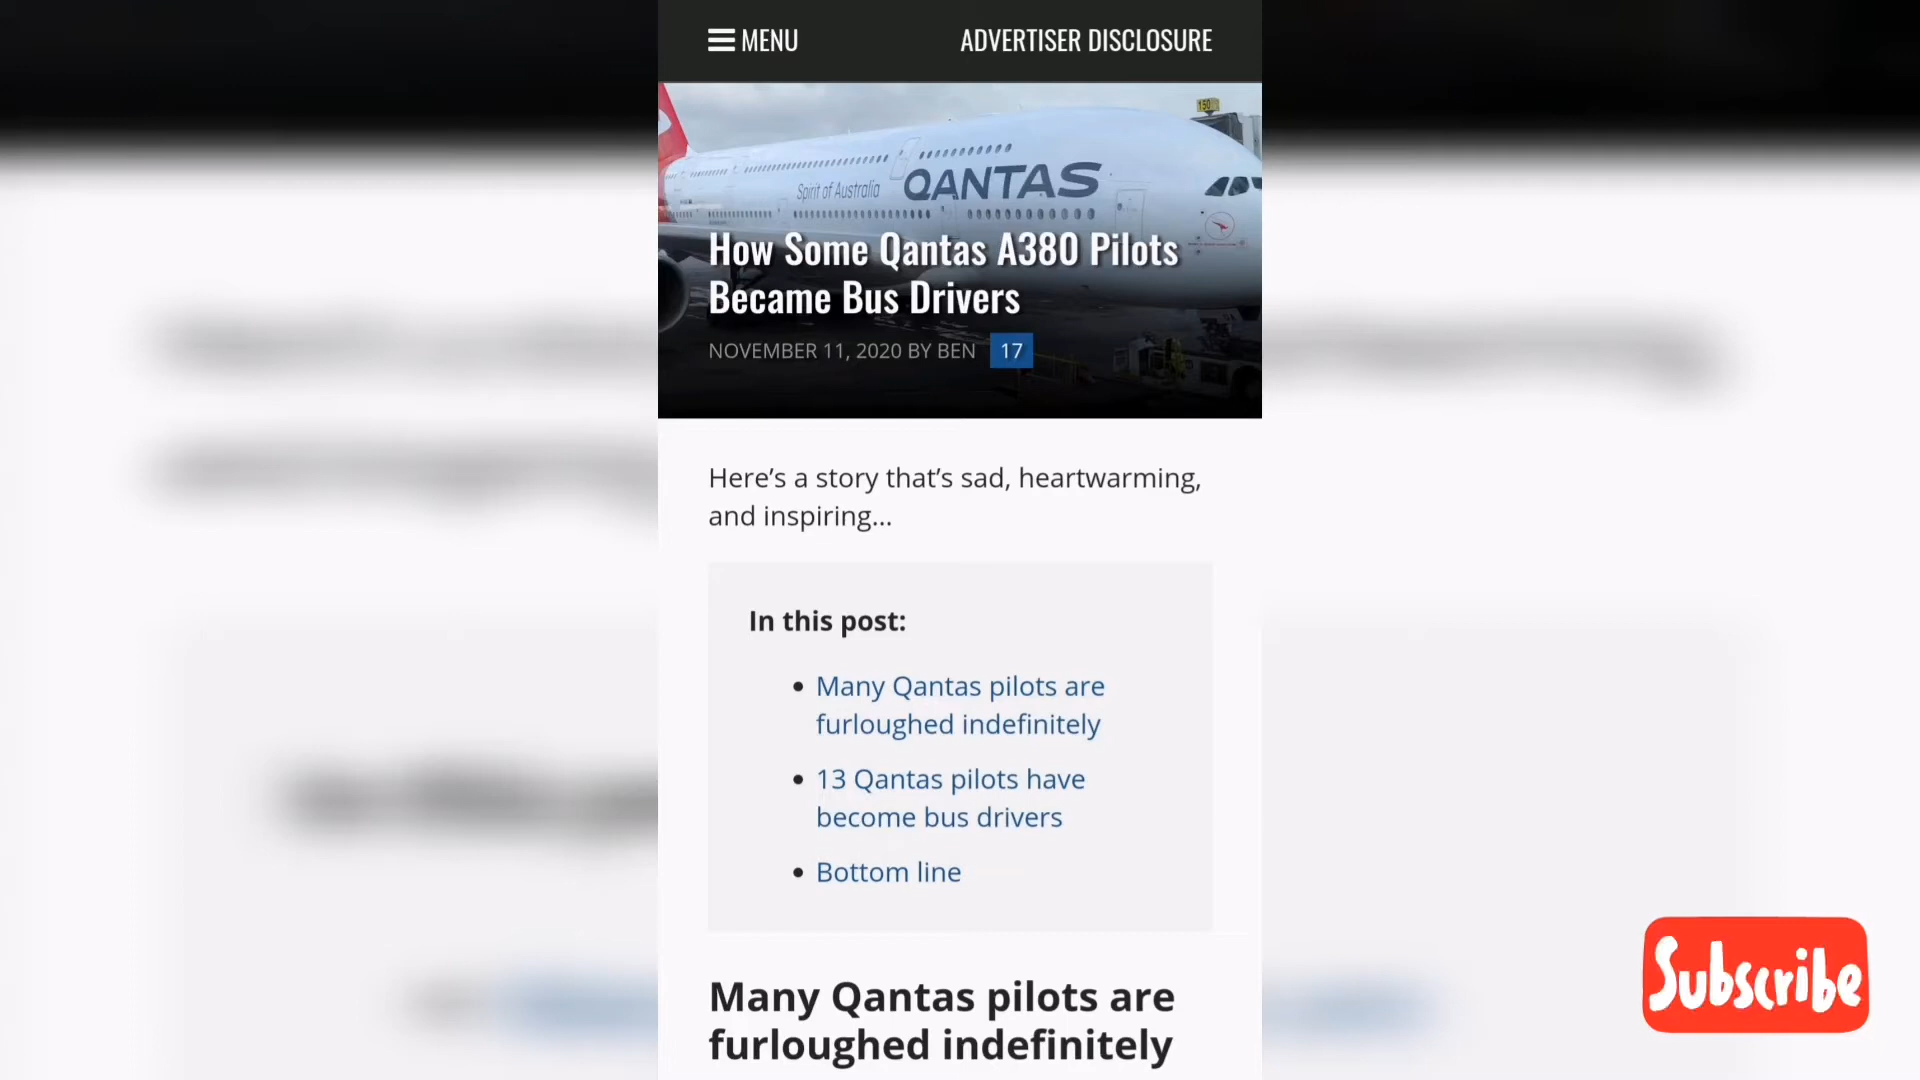 MENU
ADVERTISER DISCLOSURE
150
Spirit of Australia
QANTAS
How Some Qantas A380 Pilots
Became Bus Drivers
NOVEMBER 11, 2020 BY BEN 17
Here’s a story that’s sad, heartwarming,
and inspiring...
In this post:
• Many Qantas pilots are
furloughed indefinitely
• 13 Qantas pilots have
become bus drivers
• Bottom line
Many Qantas pilots are
furloughed indefinitely
Subscribe